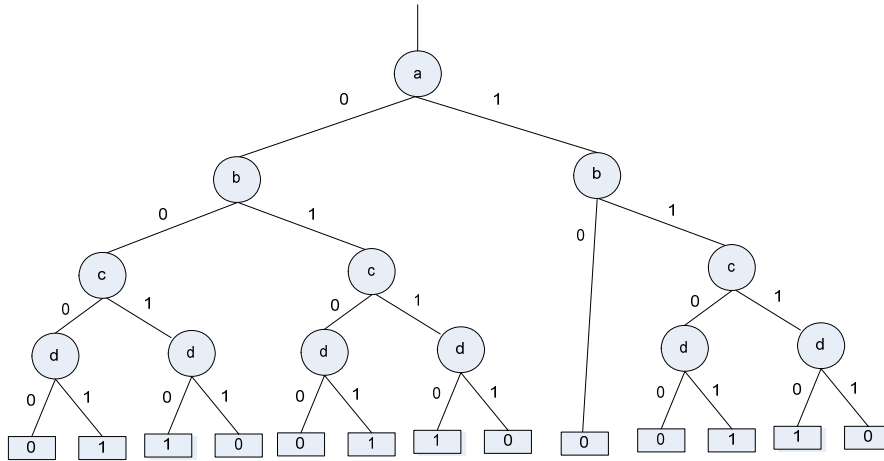 a
0 1
b b
0 1 0 1
c c c
0 1 0 1 0 1
d d d d d d
0 1 0 1 0 1 0 1 0 1 0 1
0 1 1 0 0 1 1 0 0 0 1 1 0